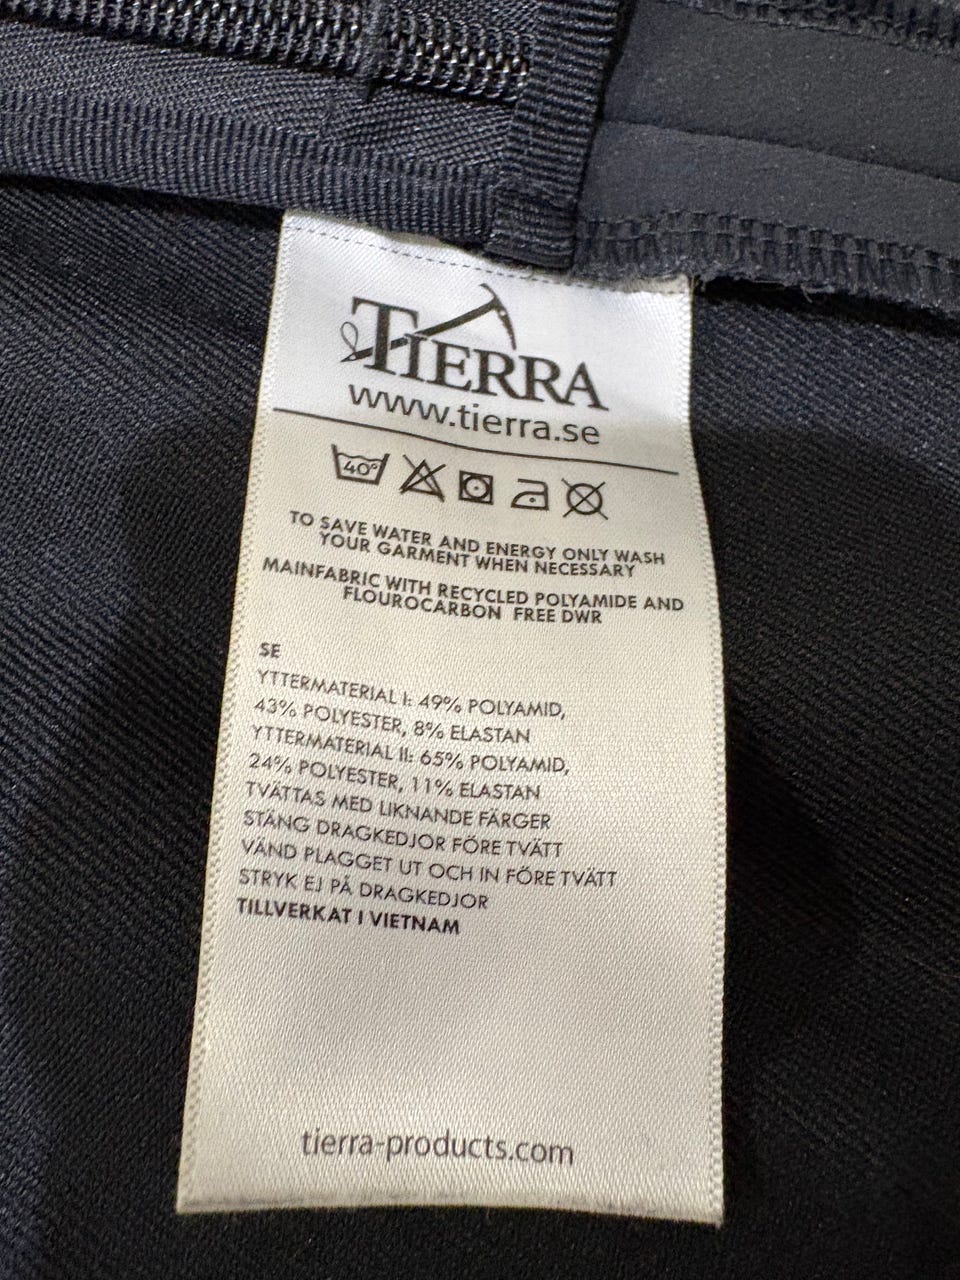 TIERRA
www.tierra.se
40°
TO SAVE WATER AND ENERGY ONLY WASH
YOUR GARMENT WHEN NECESSARY
MAINFABRIC WITH RECYCLED POLYAMIDE AND
FLOUROCARBON FREE DWR
SE
YTTERMATERIAL I: 49% POLYAMID,
43% POLYESTER, 8% ELASTAN
YTTERMATERIAL II: 65% POLYAMID,
24% POLYESTER, 11% ELASTAN
TVÄTTAS MED LIKNANDE FÄRGER
STÄNG DRAGKEDJOR FÖRE TVÄTT
VÄND PLAGGET UT OCH IN FÖRE TVÄTT
STRYK EJ PÅ DRAGKEDJOR
TILLVERKAT I VIETNAM
tierra-products.com